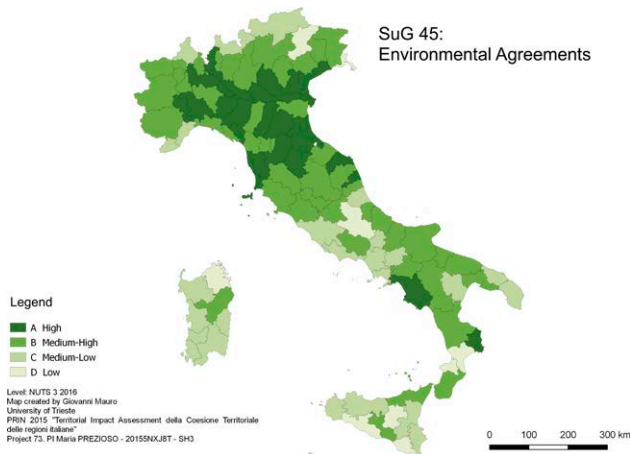 SuG 45:
Environmental Agreements
Legend
A High
B Medium-High
C Medium-Low
D Low
Level: NUTS 3 2016
Map created by Giovanni Mauro
University of Trieste
PRIN 2015 "Territorial Impact Assessment della Coesione Territoriale
delle regioni italiane"
Project 73. PI Maria PREZIOSO - 20155NXJ8T - SH3
0 100 200 300 km